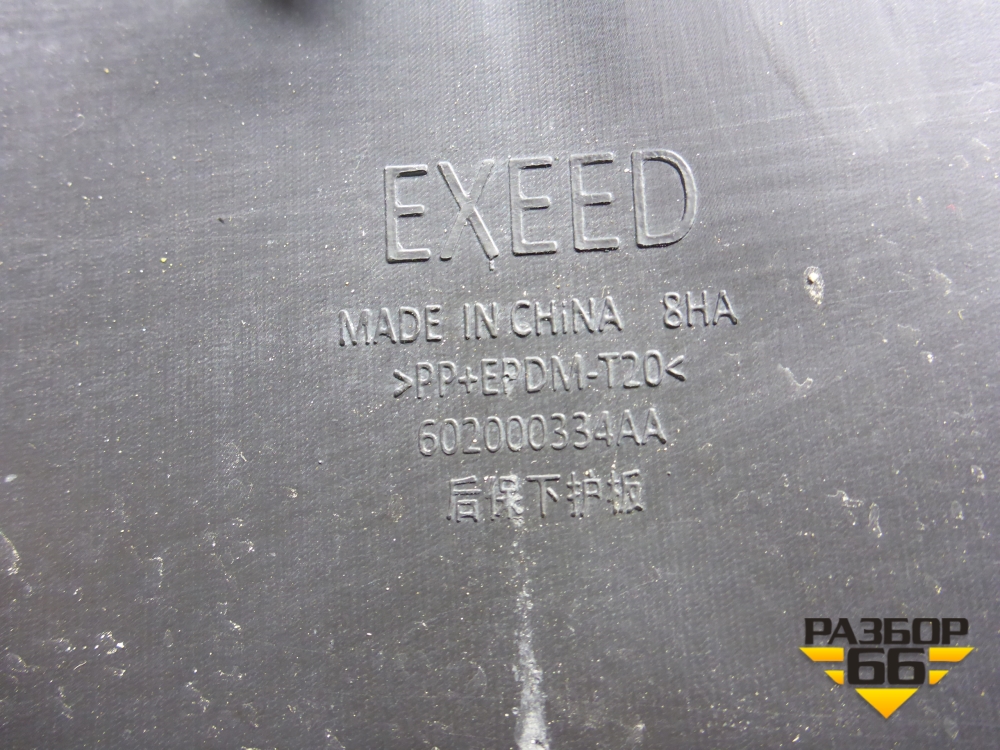 EXEED
MADE IN CHINA 8HA
>PP+EPDM-T20<
602000334AA
后保下护板
РАЗБОР
66